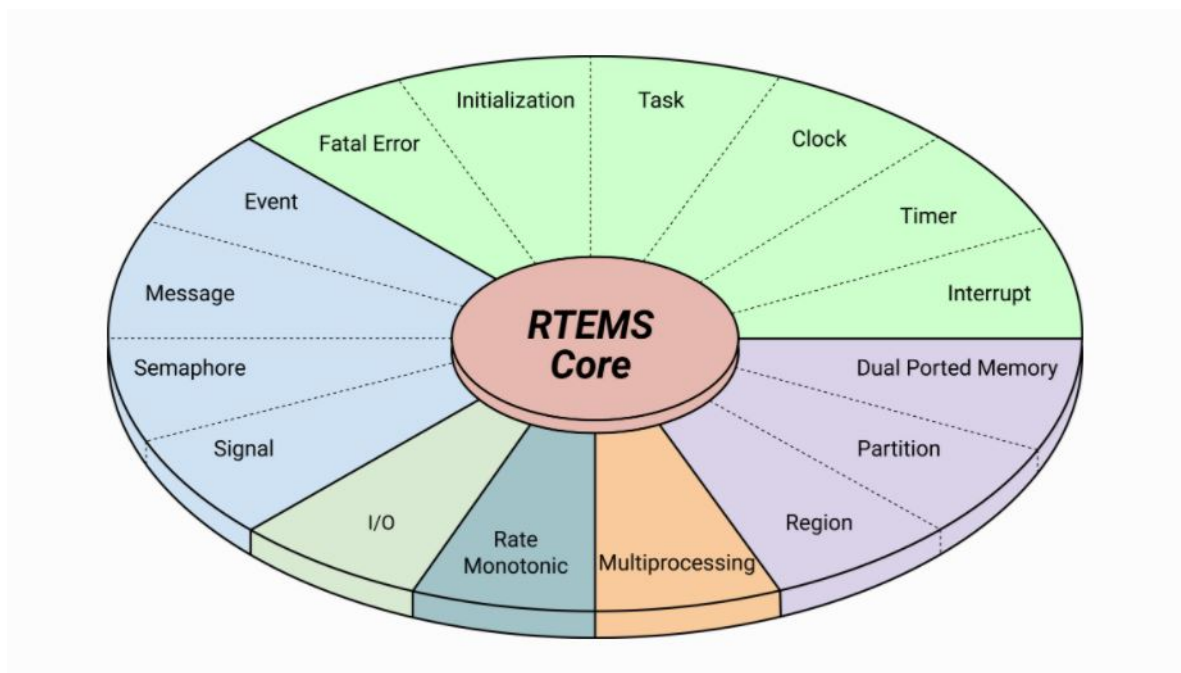 Initialization
Task
Fatal Error
Clock
Event
Timer
Message
Interrupt
RTEMS
Core
Semaphore
Dual Ported Memory
Signal
Partition
I/O
Region
Rate
Monotonic
Multiprocessing